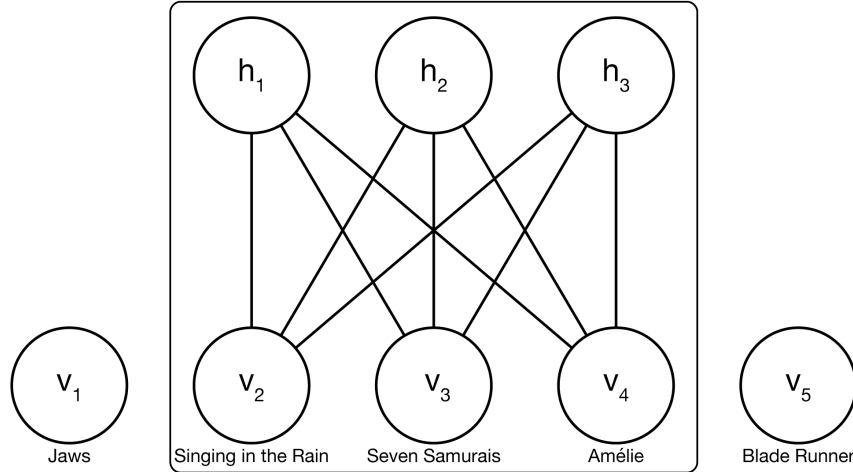 h1 h2 h3
v1 v2 v3 v4 v5
Jaws Singing in the Rain Seven Samurais Amélie Blade Runner